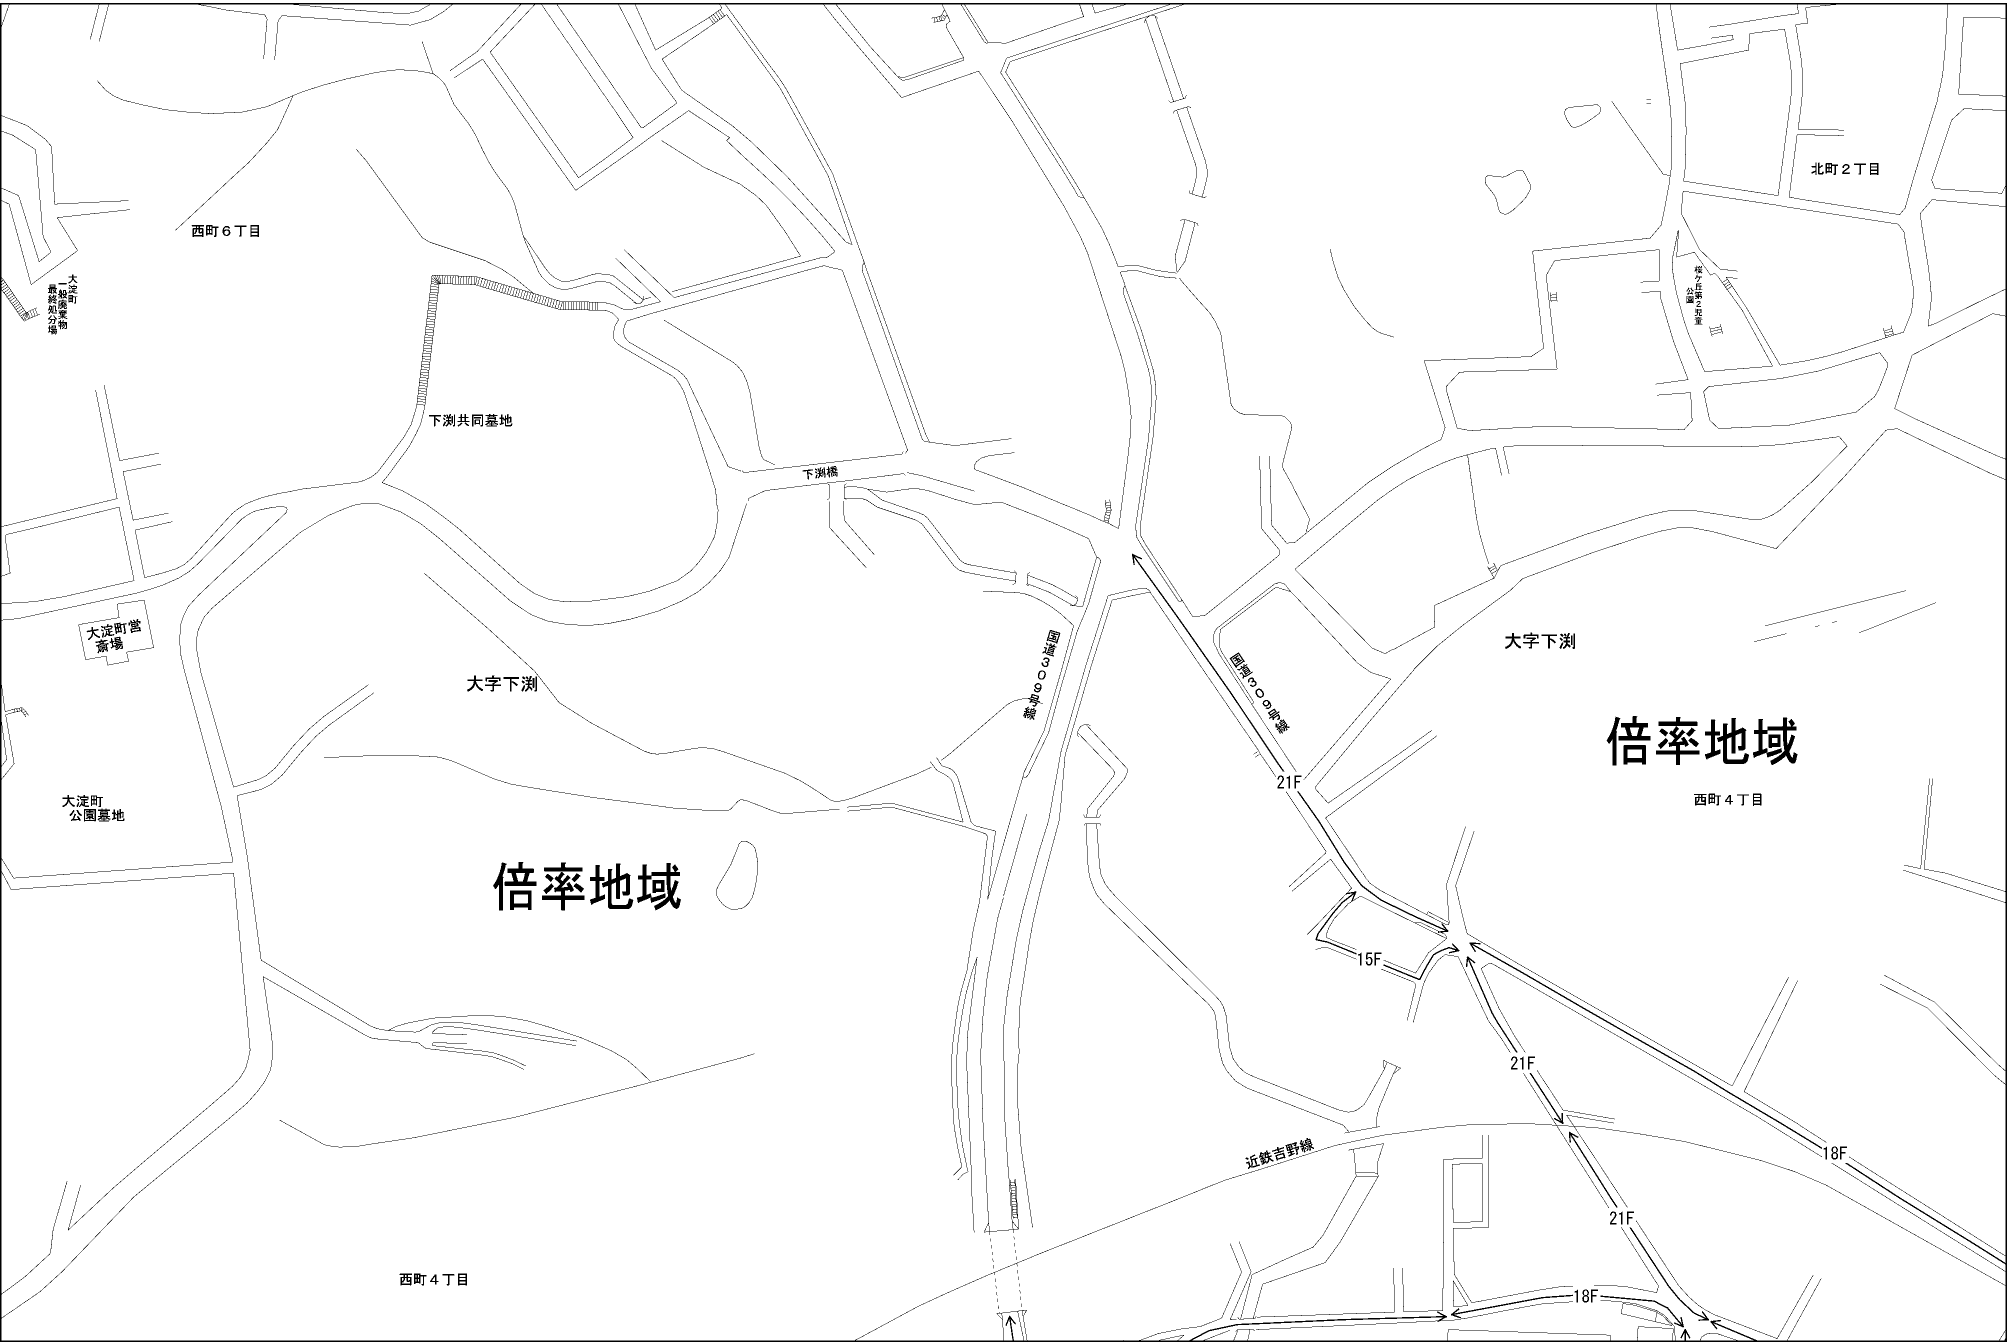 北町２丁目
西町６丁目
大淀町
一般廃棄物
最終処分場
桜ケ丘第２児童
公園
下渕共同墓地
下渕橋
大淀町営
斎場
大字下渕
国道３０９号線
国道３０９号線
大字下渕
倍率地域
21F
西町４丁目
大淀町
公園墓地
倍率地域
15F
21F
近鉄吉野線
18F
21F
西町４丁目
18F